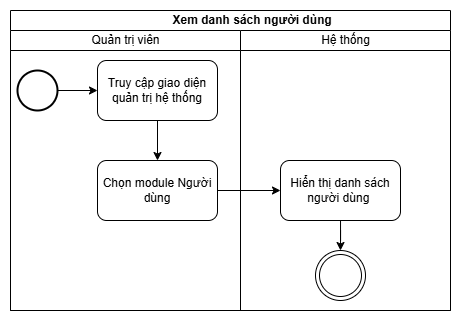 Xem danh sách người dùng
Quản trị viên
Hệ thống
Truy cập giao diện
quản trị hệ thống
Chọn module Người
dùng
Hiển thị danh sách
người dùng